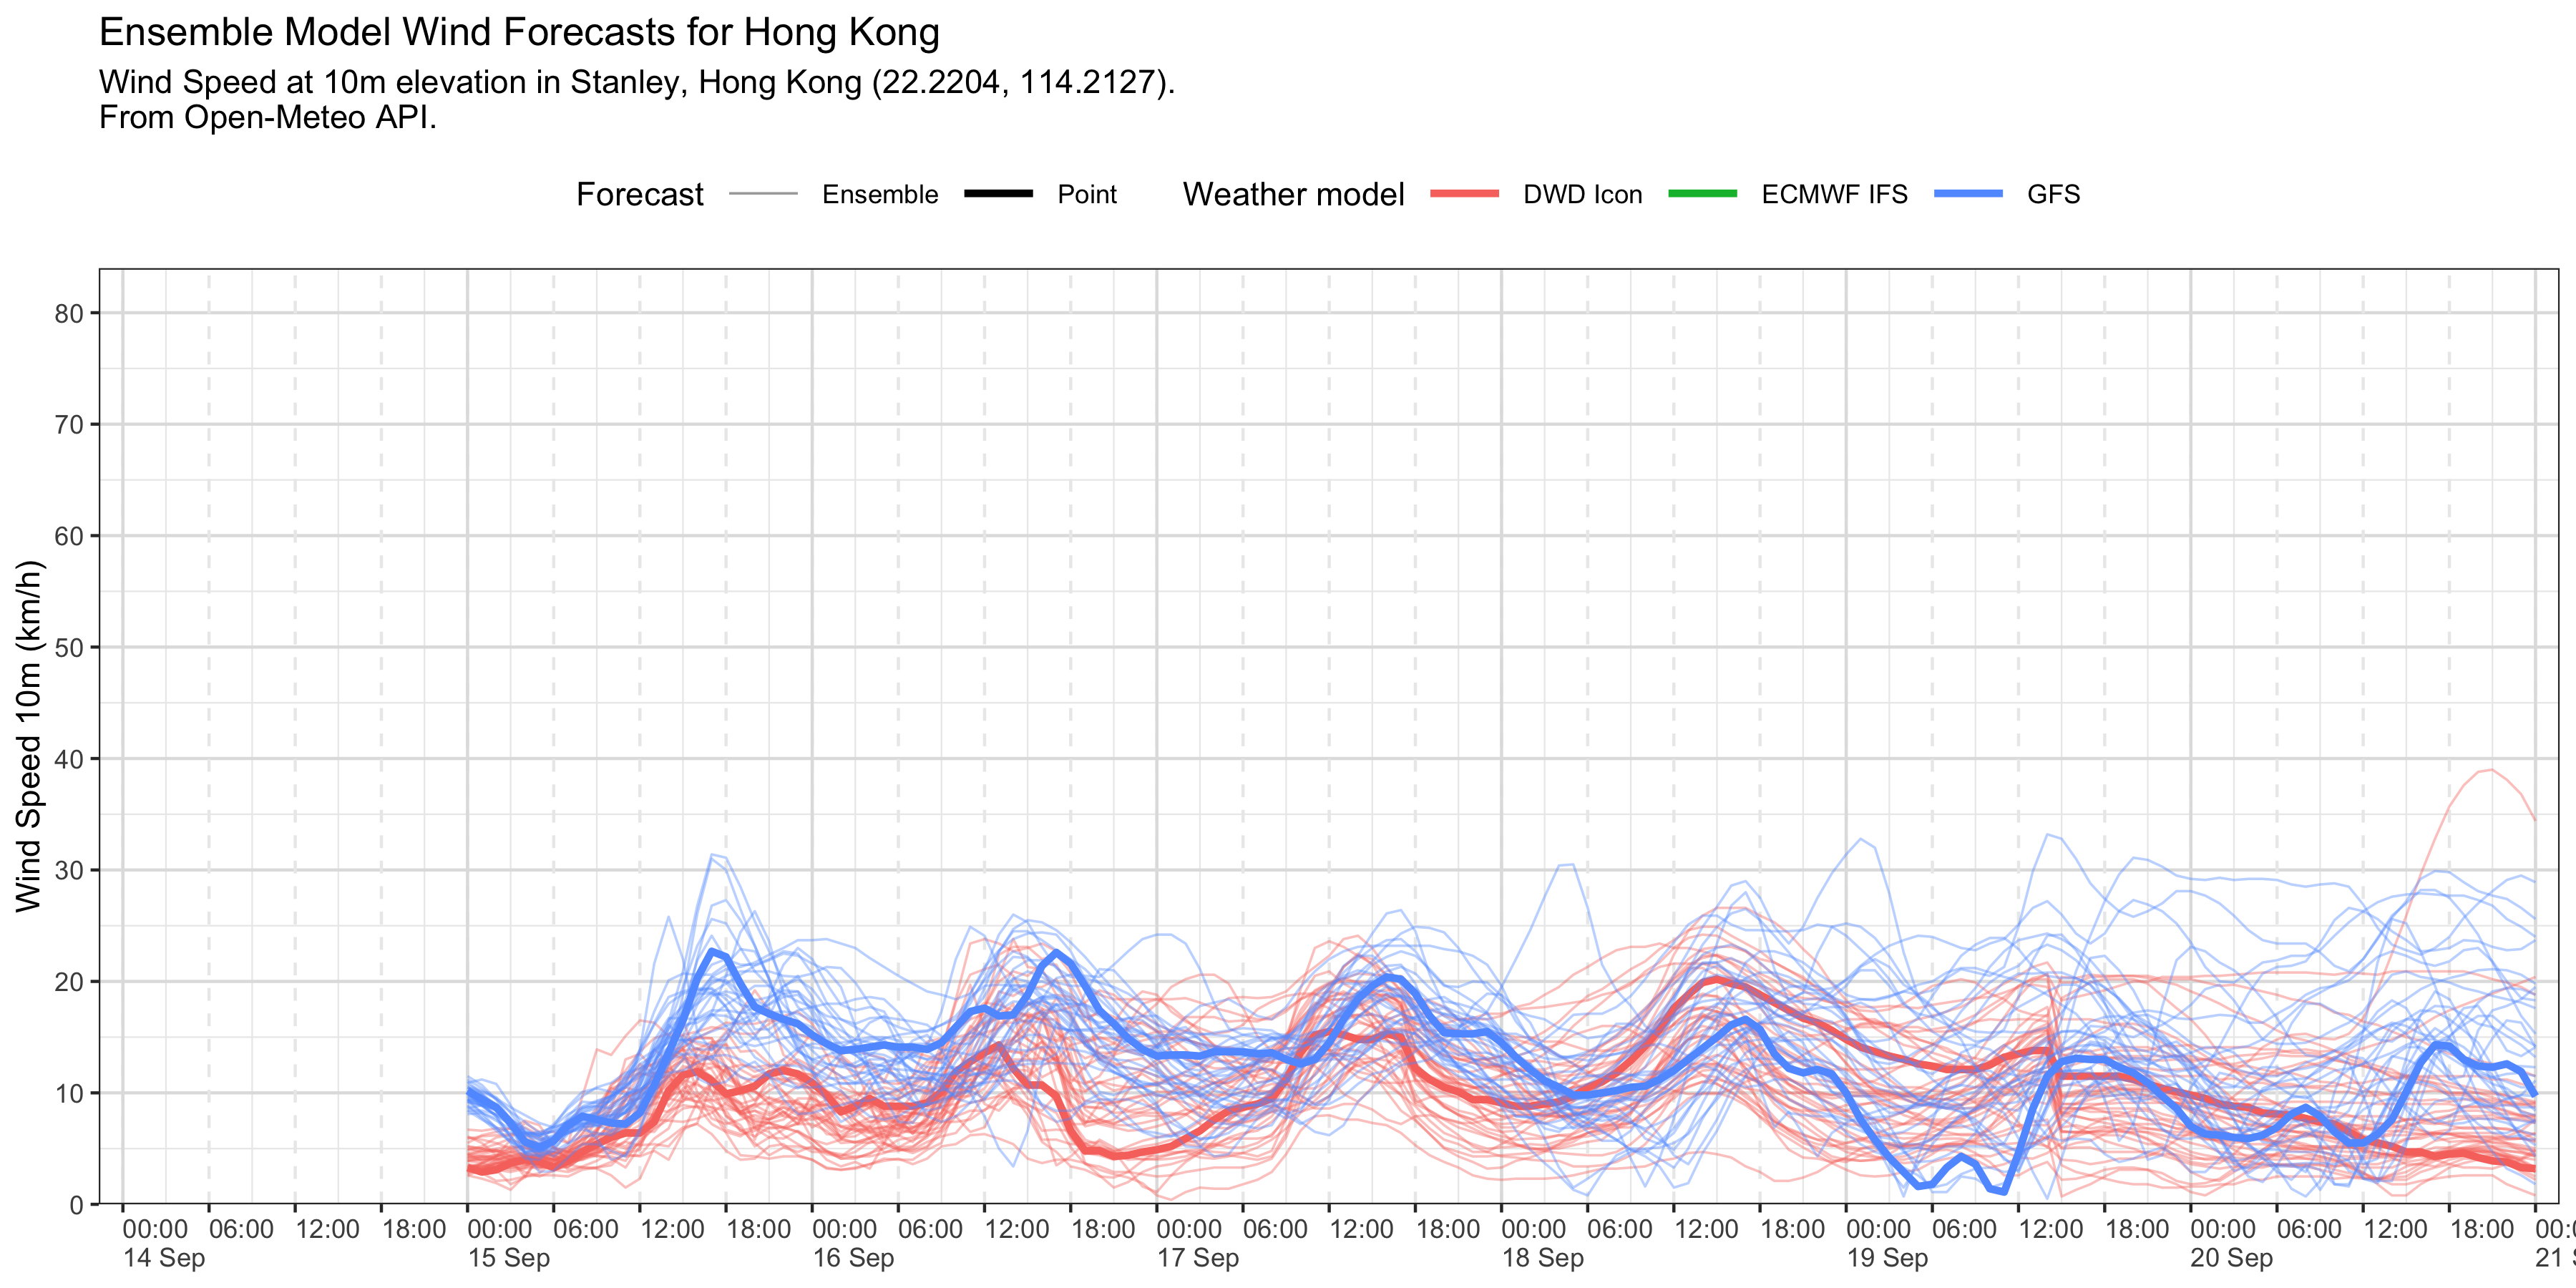 Ensemble Model Wind Forecasts for Hong Kong
Wind Speed at 10m elevation in Stanley, Hong Kong (22.2204, 114.2127).
From Open-Meteo API.
Forecast Ensemble Point Weather model DWD Icon ECMWF IFS GFS
Wind Speed 10m (km/h)
80
70
60
50
40
30
20
10
0
00:00 06:00 12:00 18:00 00:00 06:00 12:00 18:00 00:00 06:00 12:00 18:00 00:00 06:00 12:00 18:00 00:00 06:00 12:00 18:00 00:00 06:00 12:00 18:00 00:00 06:00 12:00 18:00
14 Sep 15 Sep 16 Sep 17 Sep 18 Sep 19 Sep 20 Sep 21